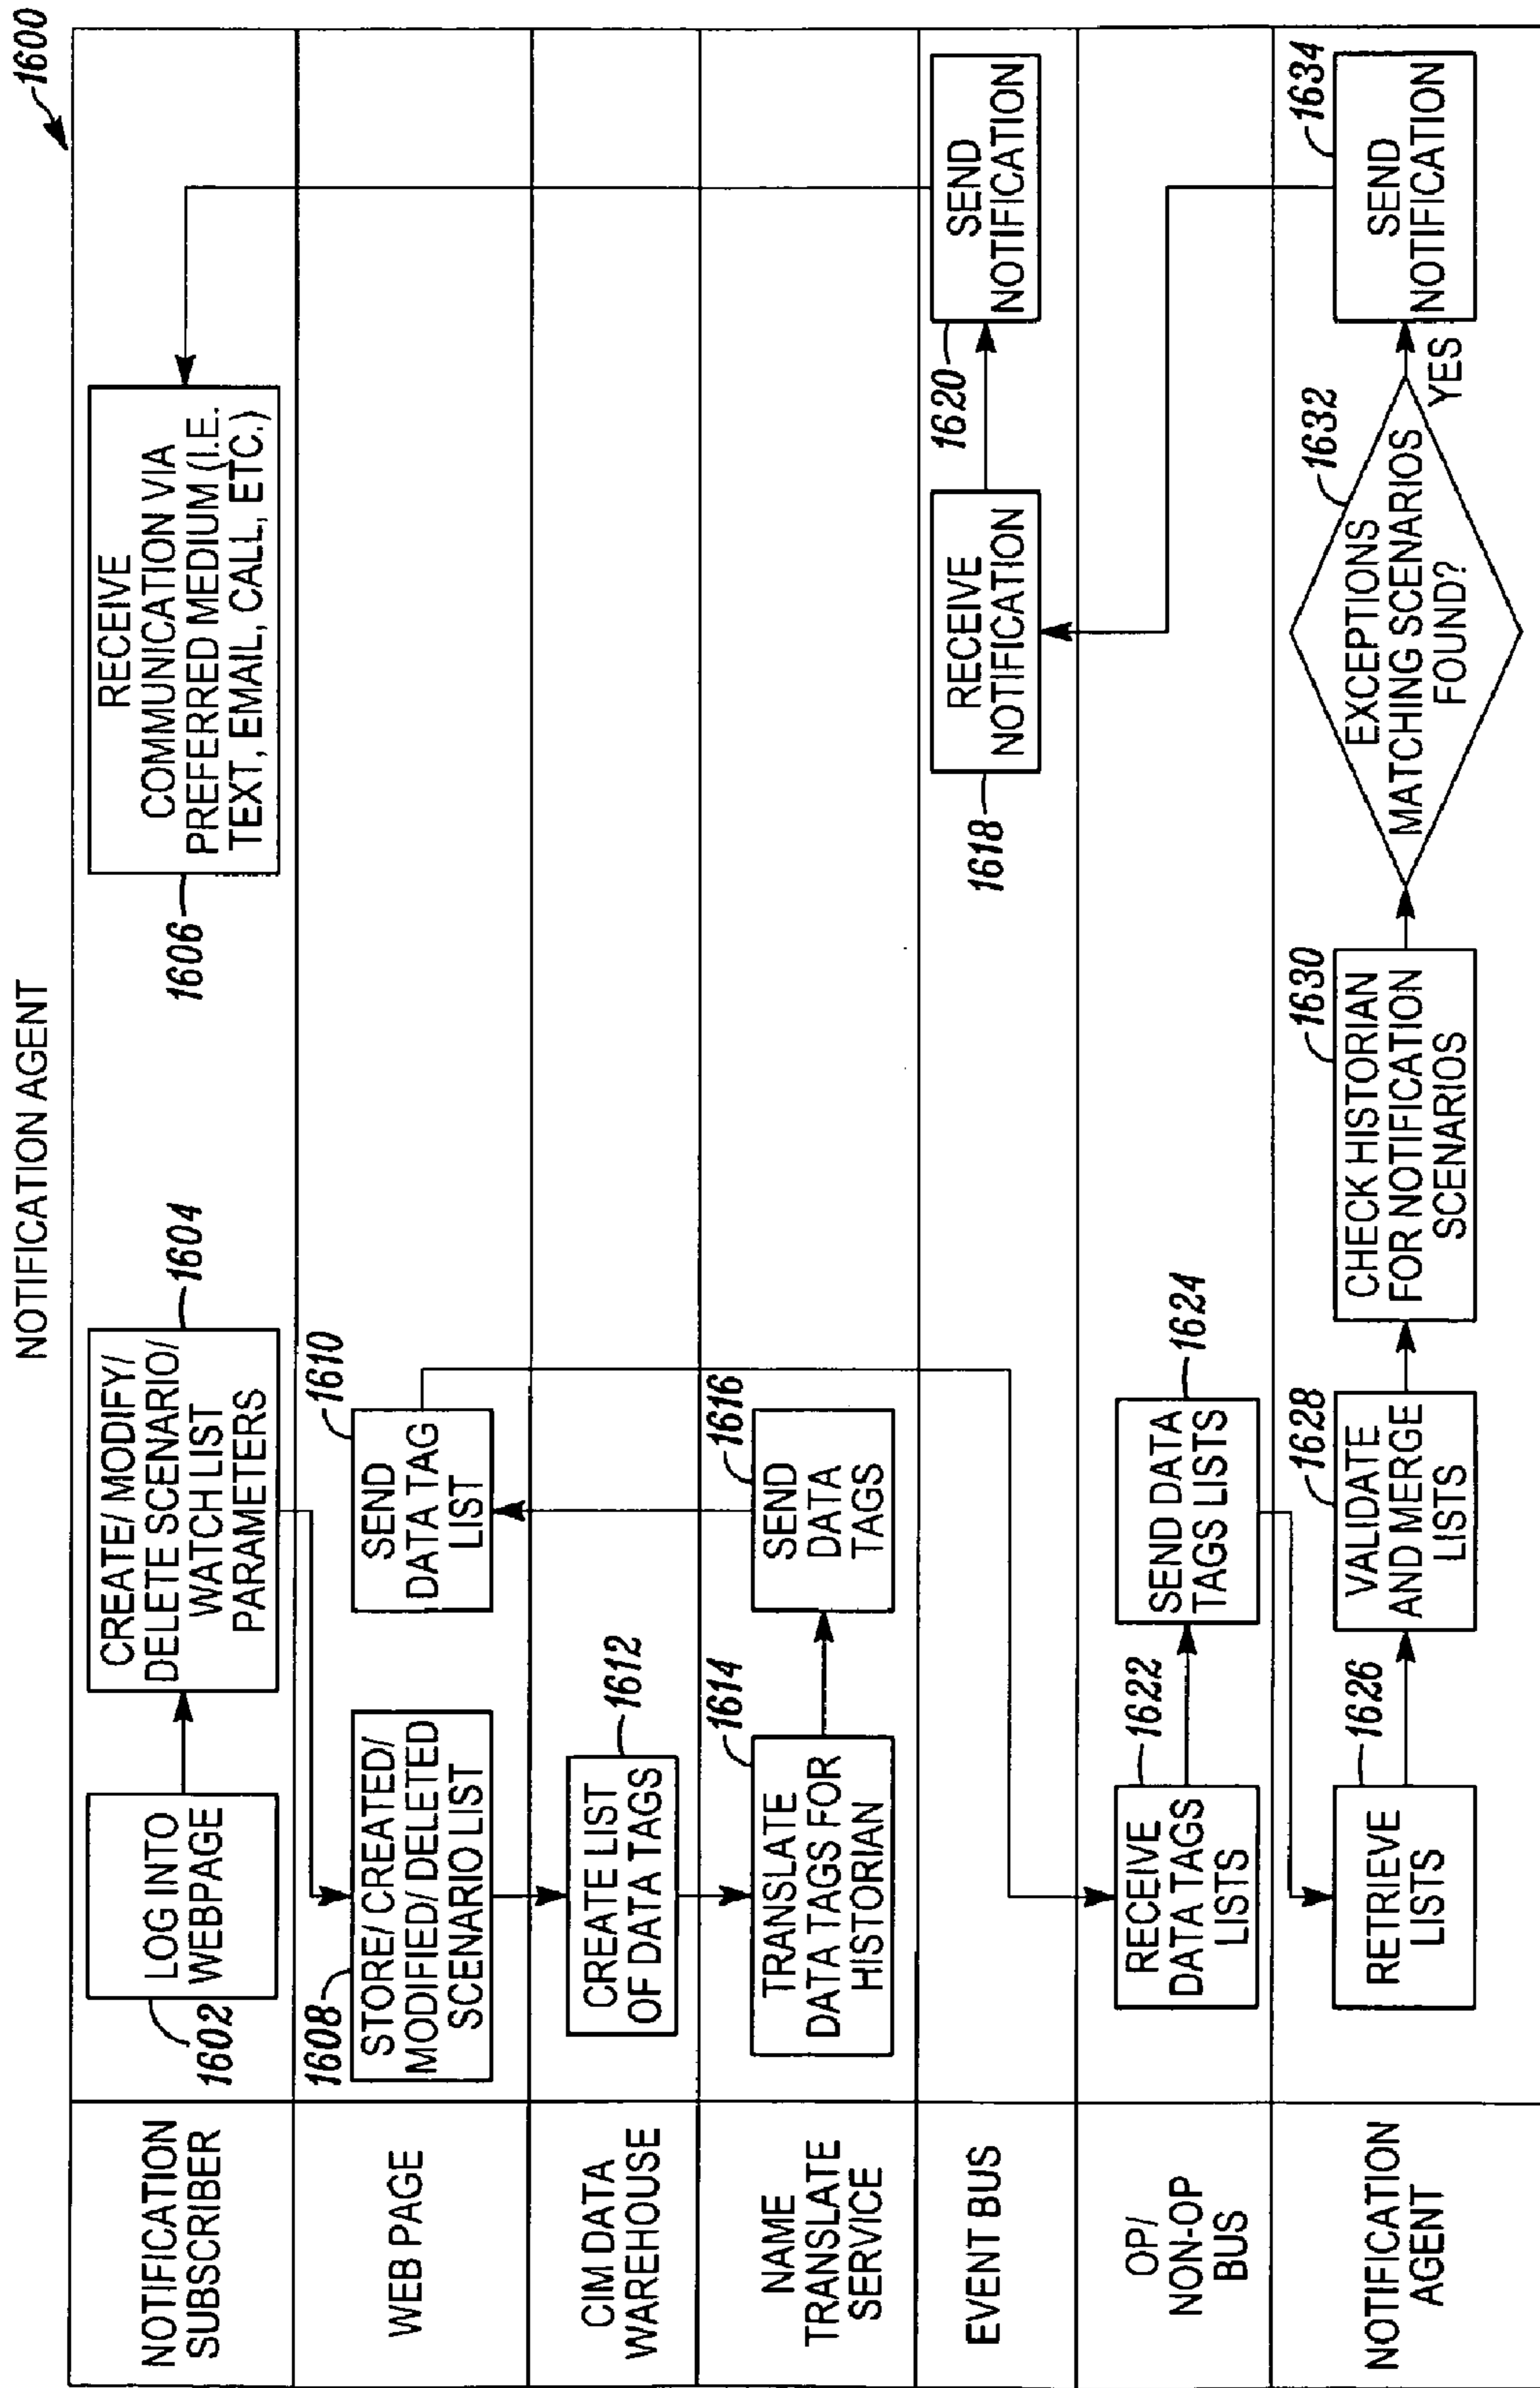 NOTIFICATION AGENT
1600
NOTIFICATION
SUBSCRIBER
LOG INTO
WEBPAGE
1602
CREATE/ MODIFY/
DELETE SCENARIO/
WATCH LIST
PARAMETERS
1604
RECEIVE
COMMUNICATION VIA
PREFERRED MEDIUM (I.E.
TEXT, EMAIL, CALL, ETC.)
1606
WEB PAGE
1608
STORE/ CREATED/
MODIFIED/ DELETED
SCENARIO LIST
SEND
DATA TAG
LIST
1610
CIM DATA
WAREHOUSE
CREATE LIST
OF DATA TAGS
1612
NAME
TRANSLATE
SERVICE
TRANSLATE
DATA TAGS FOR
HISTORIAN
1614
SEND
DATA
TAGS
1616
EVENT BUS
RECEIVE
NOTIFICATION
1618
SEND
NOTIFICATION
1620
OP/
NON-OP
BUS
RECEIVE
DATA TAGS
LISTS
1622
SEND DATA
TAGS LISTS
1624
NOTIFICATION
AGENT
RETRIEVE
LISTS
1626
VALIDATE
AND MERGE
LISTS
1628
CHECK HISTORIAN
FOR NOTIFICATION
SCENARIOS
1630
EXCEPTIONS
MATCHING SCENARIOS
FOUND?
1632
YES
SEND
NOTIFICATION
1634